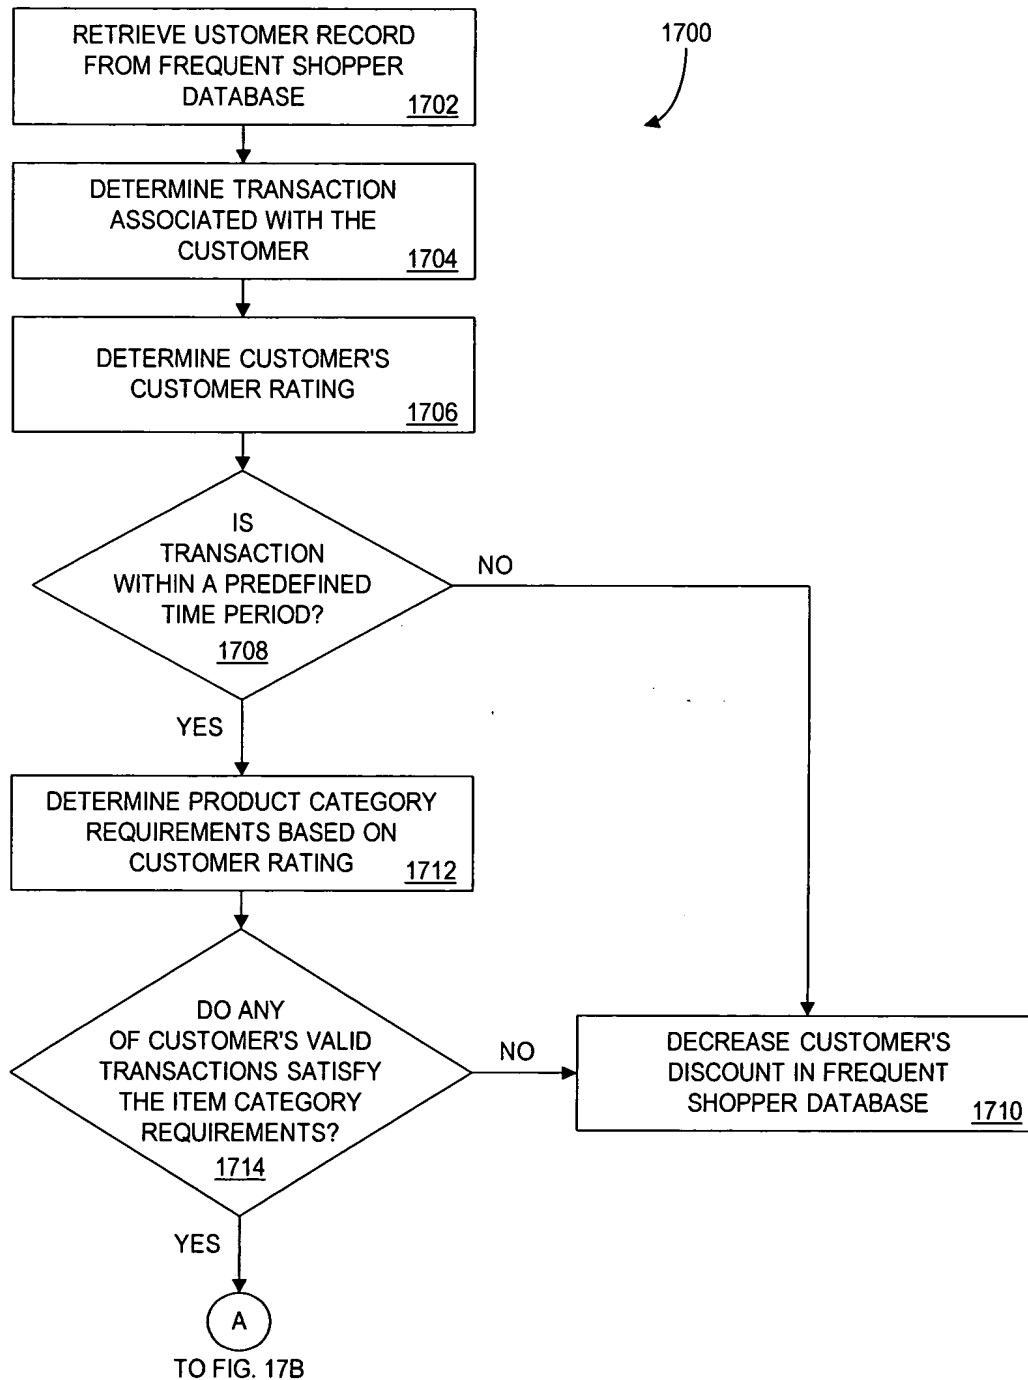 RETRIEVE USTOMER RECORD
FROM FREQUENT SHOPPER
DATABASE
1702
1700
DETERMINE TRANSACTION
ASSOCIATED WITH THE
CUSTOMER
1704
DETERMINE CUSTOMER'S
CUSTOMER RATING
1706
IS
TRANSACTION
WITHIN A PREDEFINED
TIME PERIOD?
1708
NO
YES
DETERMINE PRODUCT CATEGORY
REQUIREMENTS BASED ON
CUSTOMER RATING
1712
DO ANY
OF CUSTOMER'S VALID
TRANSACTIONS SATISFY
THE ITEM CATEGORY
REQUIREMENTS?
1714
NO
DECREASE CUSTOMER'S
DISCOUNT IN FREQUENT
SHOPPER DATABASE
1710
YES
A
TO FIG. 17B